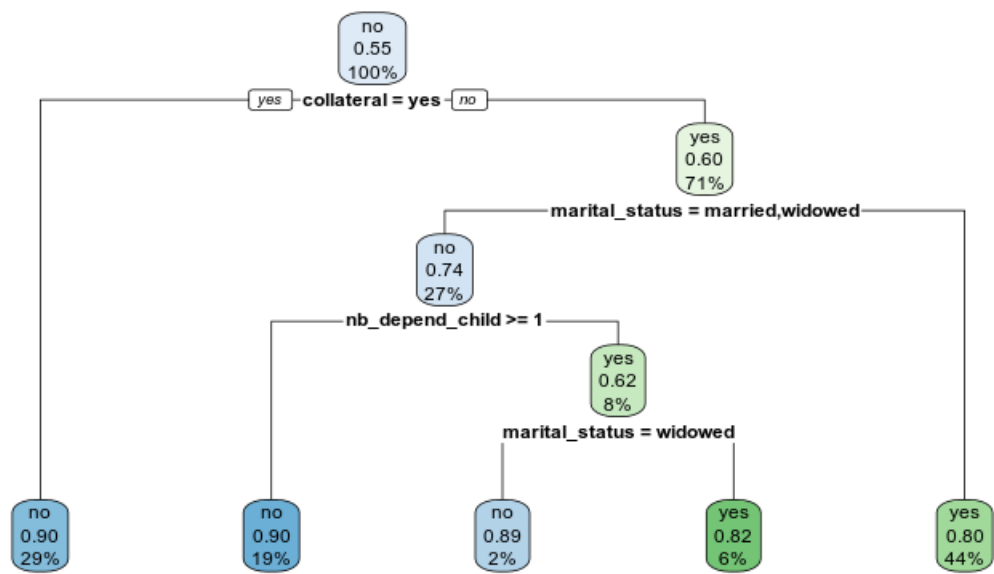 no
0.55
100%
yes collateral = yes no
yes
0.60
71%
marital_status = married,widowed
no
0.74
27%
nb_depend_child >= 1
yes
0.62
8%
marital_status = widowed
no no no yes yes
0.90 0.90 0.89 0.82 0.80
29% 19% 2% 6% 44%